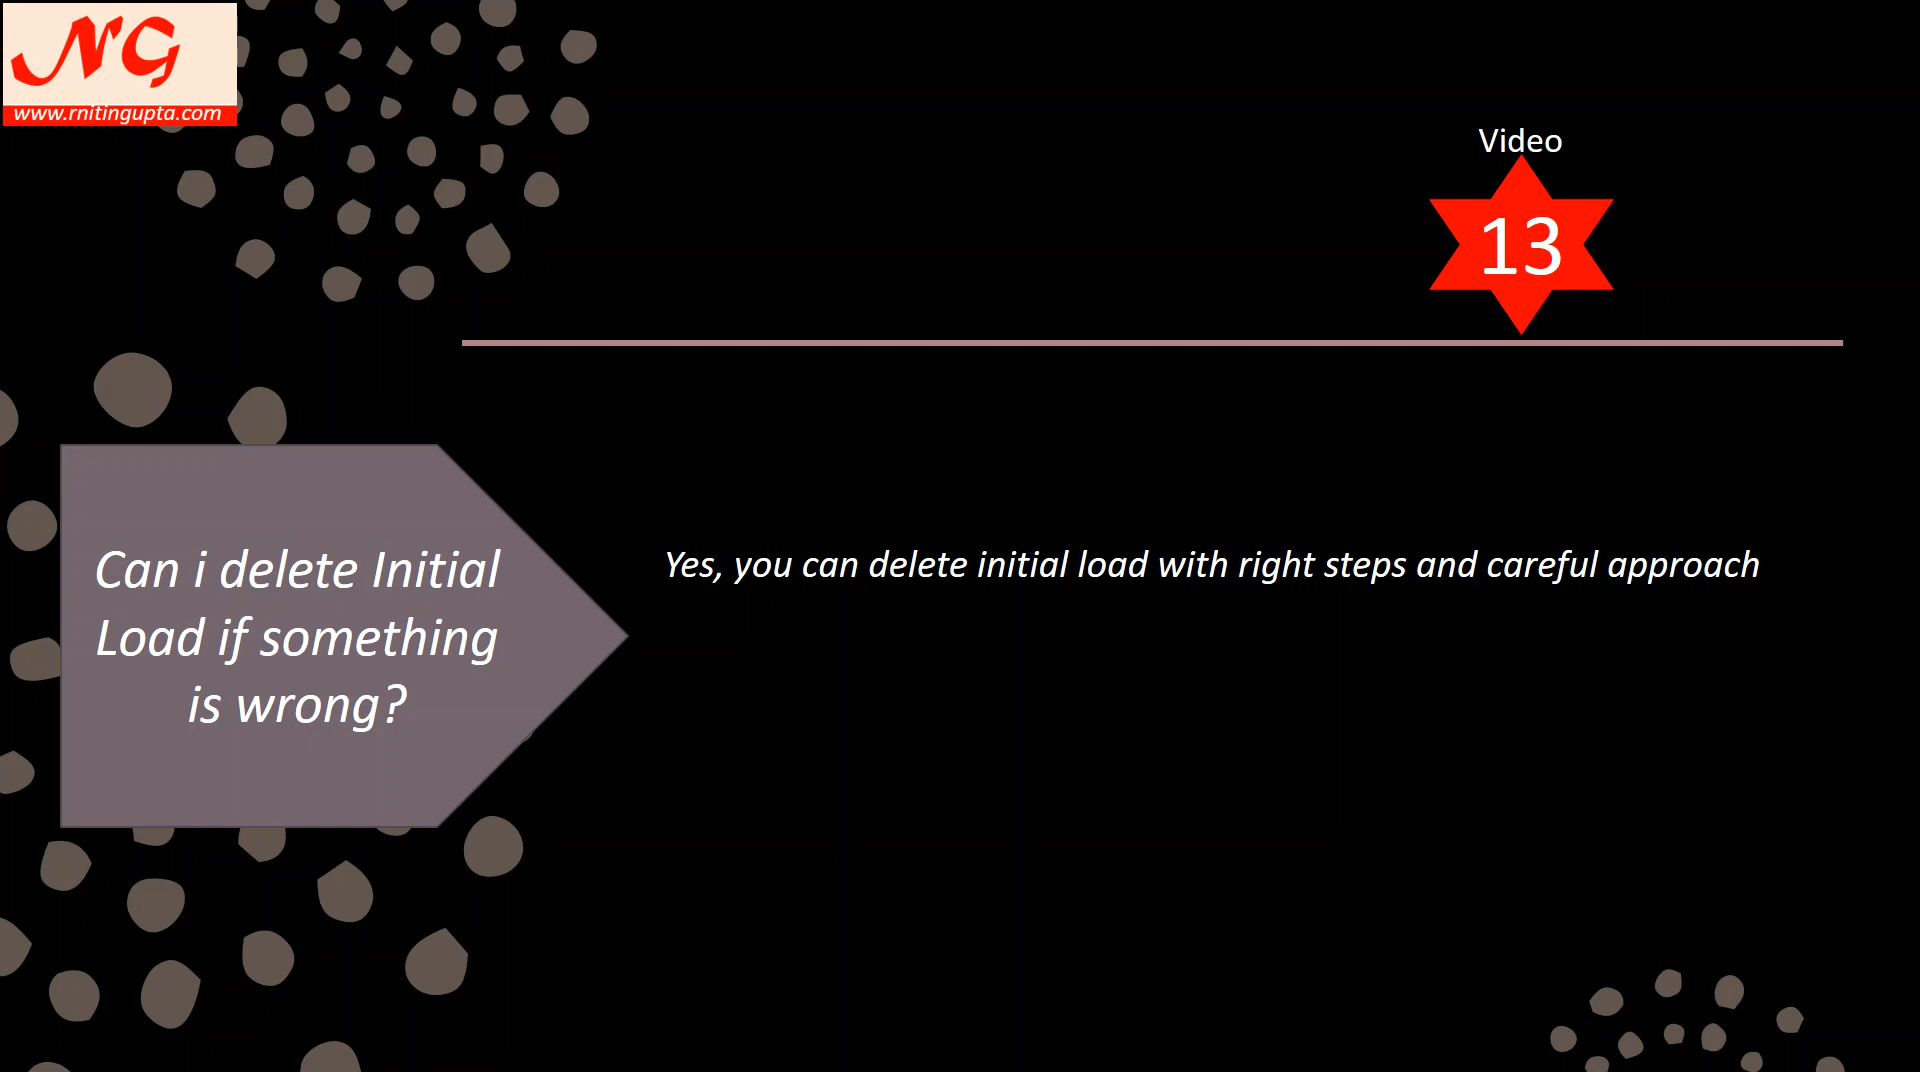 NG
www.rnitingupta.com
Video
13
Can i delete Initial
Load if something
is wrong?
Yes, you can delete initial load with right steps and careful approach